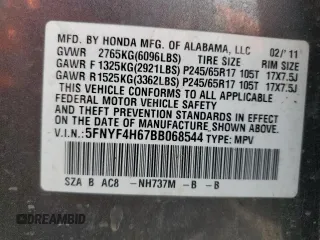 MFD. BY HONDA MFG. OF ALABAMA, LLC 02/'11
GVWR 2765KG(6096LBS) TIRE SIZE RIM SIZE
GAWR F 1325KG(2921LBS) P245/65R17 105T 17X7.5J
GAWR R 1525KG(3362LBS) P245/65R17 105T 17X7.5J
THIS VEHICLE CONFORMS TO ALL APPLICABLE FEDERAL
MOTOR VEHICLE SAFETY AND THEFT PREVENTION
STANDARDS IN EFFECT ON THE DATE OF MANUFACTURE
SHOWN ABOVE.
V.I.N.: 5FNYF4H67BB068544 TYPE: MPV
SZA B AC8 -NH737M -B -B
DREAMBID